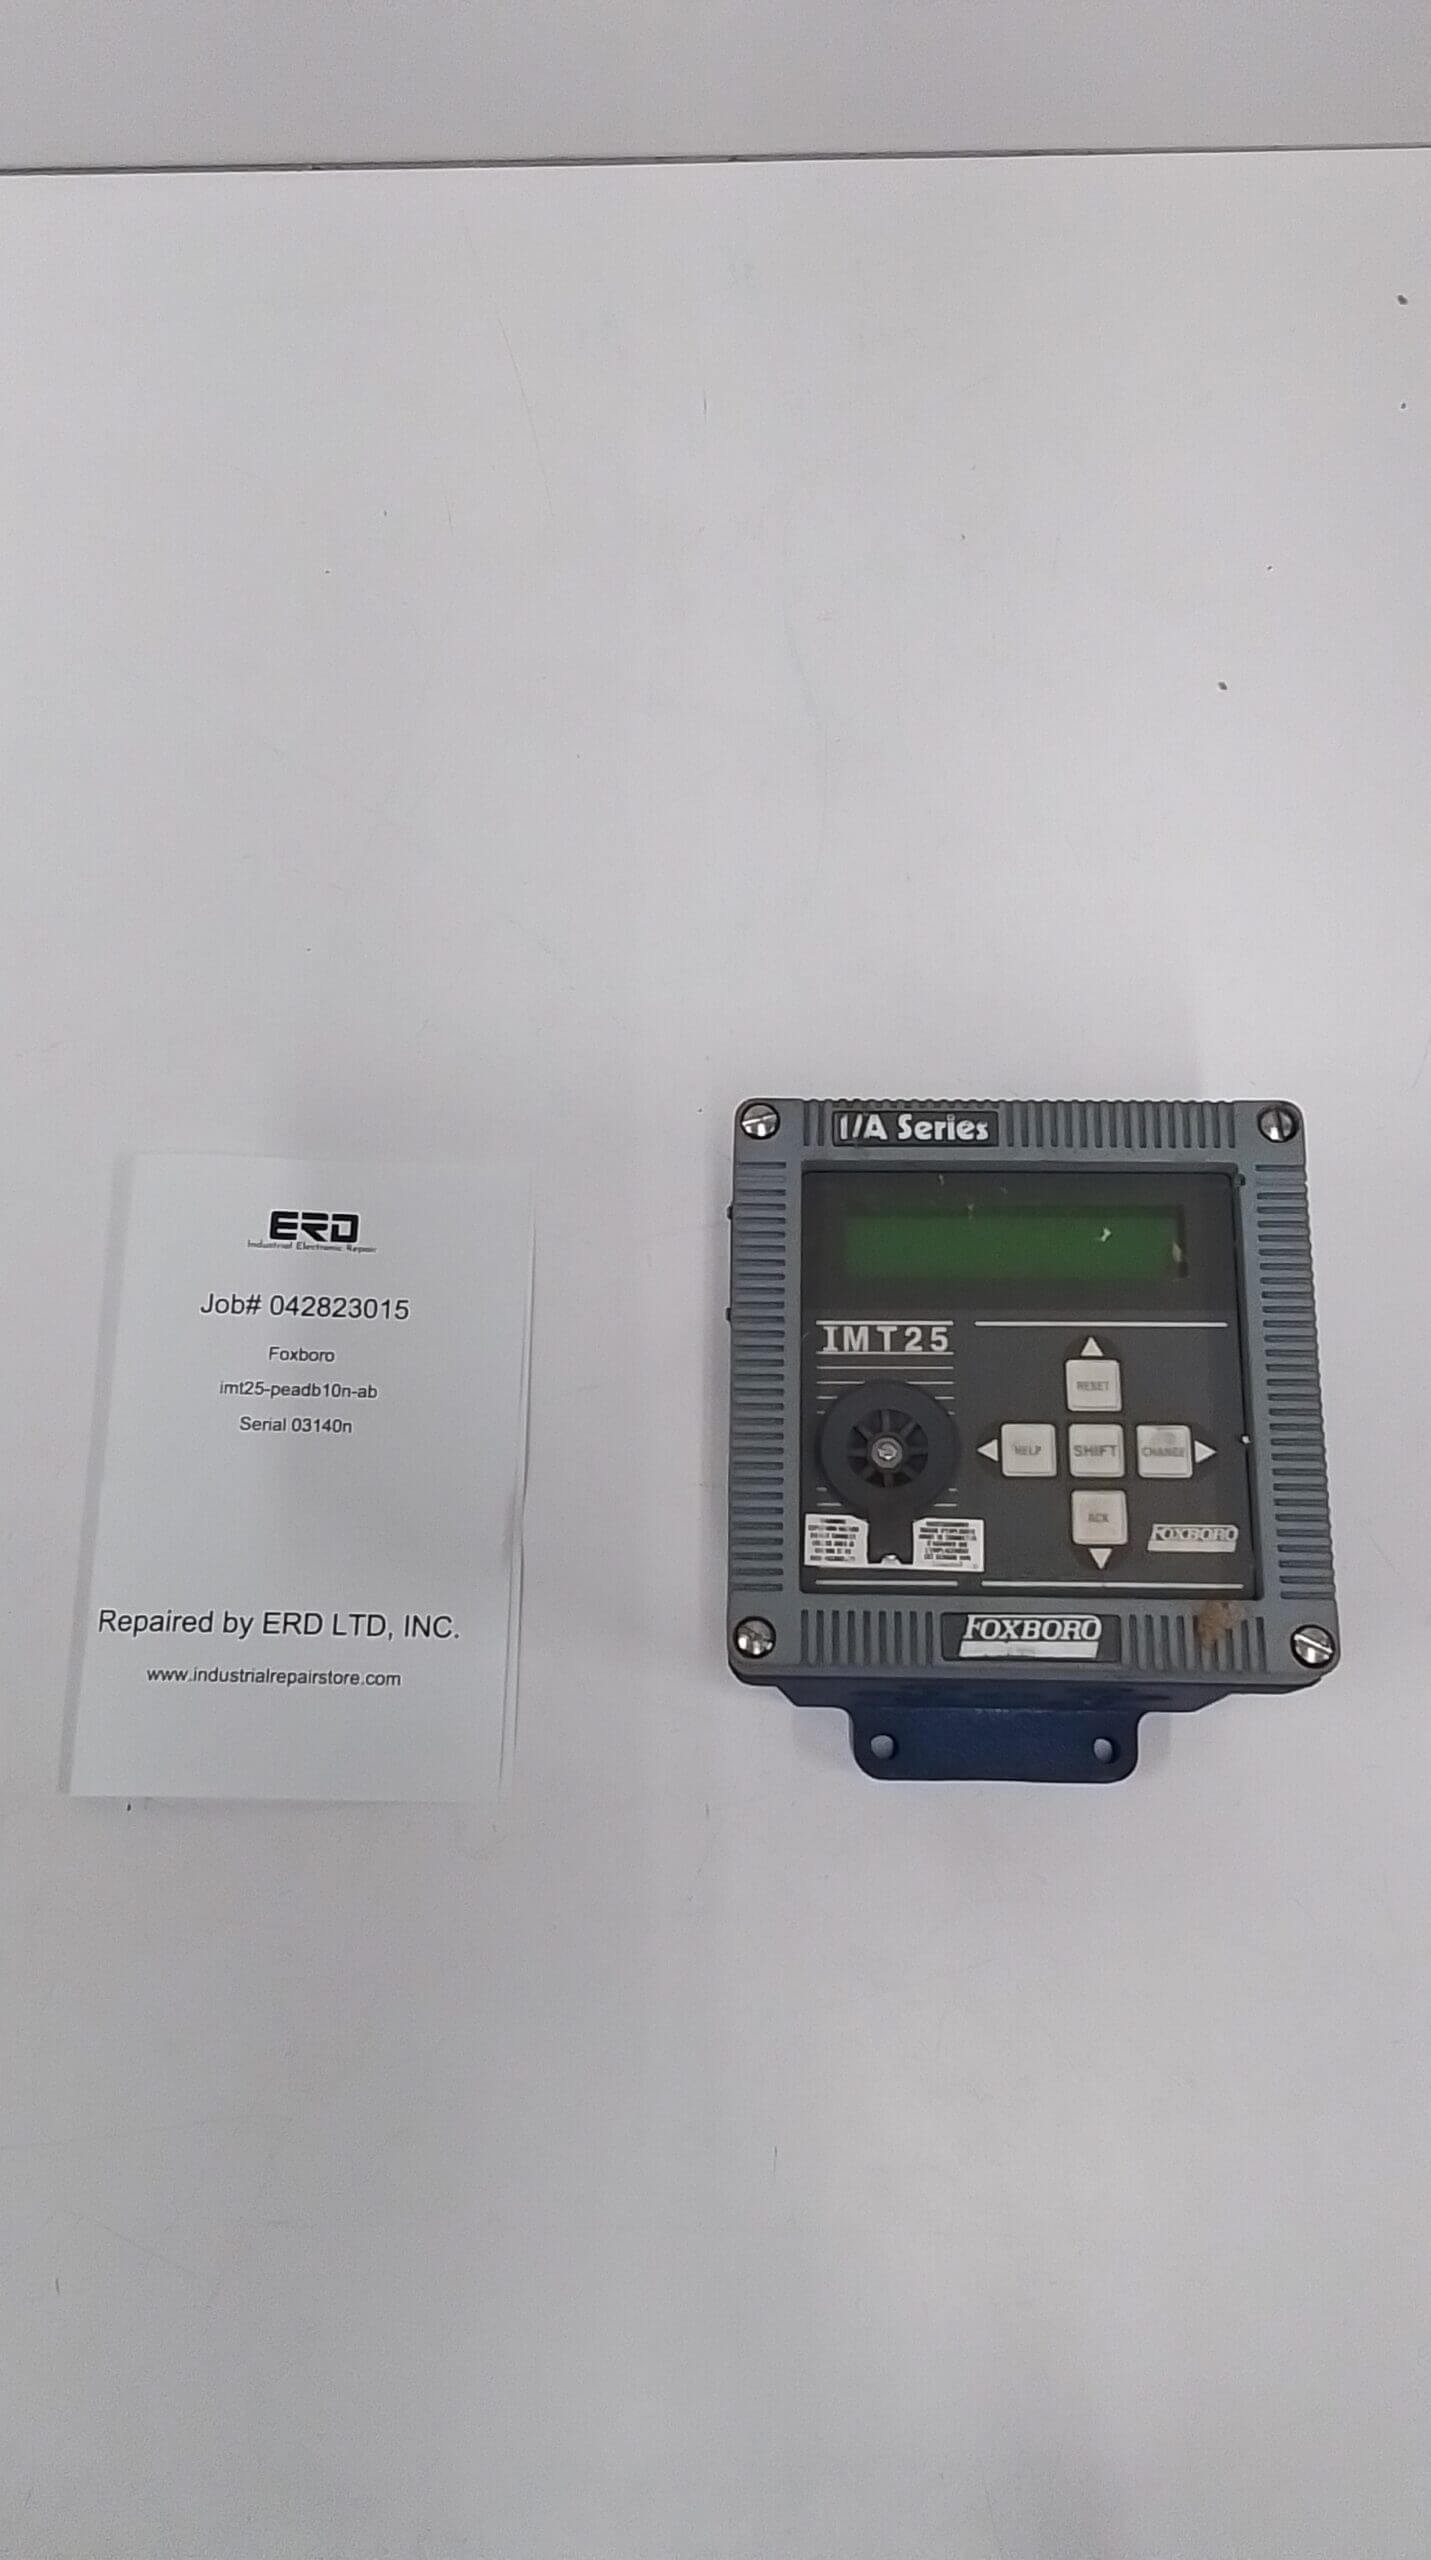 ERD
Industrial Electronic Repair
Job# 042823015
Foxboro
imt25-peadb10n-ab
Serial 03140n
Repaired by ERD LTD, INC.
www.industrialrepairstore.com
I/A Series
IMT25
RESET
HELP
SHIFT
CHANGE
ACK
FOXBORO
FOXBORO